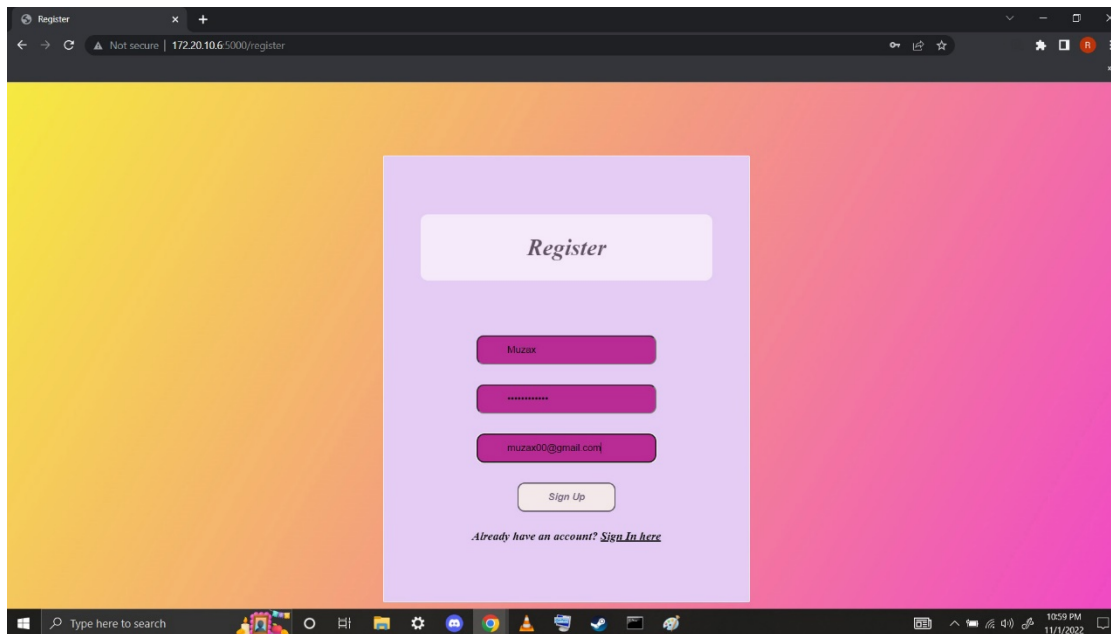 Register
Not secure | 172.20.10.6:5000/register
R
Register
Muzax
••••••••••••
muzax00@gmail.com
Sign Up
Already have an account? Sign In here
Type here to search
10:59 PM
11/1/2022